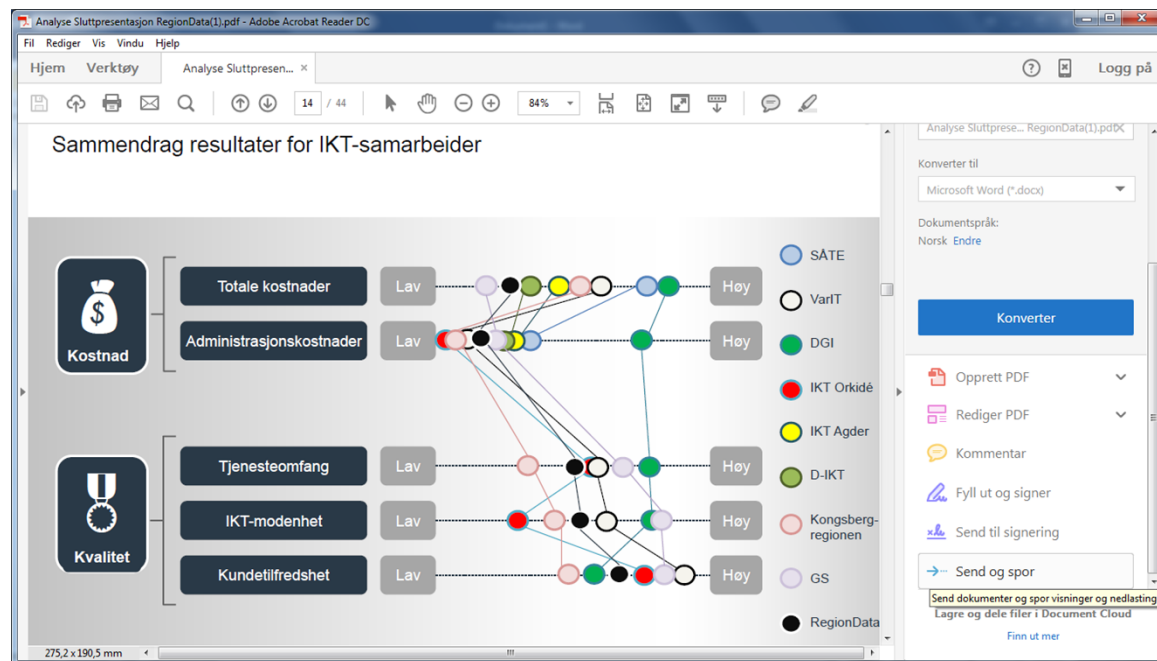 Analyse Sluttpresentasjon RegionData(1).pdf - Adobe Acrobat Reader DC
Fil Rediger Vis Vindu Hjelp
Hjem Verktøy Analyse Sluttpresen... × Logg på
14 / 44 84%
Sammendrag resultater for IKT-samarbeider
Analyse Sluttprese... RegionData(1).pdf
Konverter til
Microsoft Word (*.docx)
Dokumentspråk:
Norsk Endre
Konverter
Opprett PDF
Rediger PDF
Kommentar
Fyll ut og signer
Send til signering
Send og spor
Send dokumenter og spor visninger og nedlasting
Lagre og dele filer i Document Cloud
Finn ut mer
Kostnad
Totale kostnader Lav Høy
Administrasjonskostnader Lav Høy
Kvalitet
Tjenesteomfang Lav Høy
IKT-modenhet Lav Høy
Kundetilfredshet Lav Høy
SÅTE
VarIT
DGI
IKT Orkidé
IKT Agder
D-IKT
Kongsberg-
regionen
GS
RegionData
275,2 x 190,5 mm